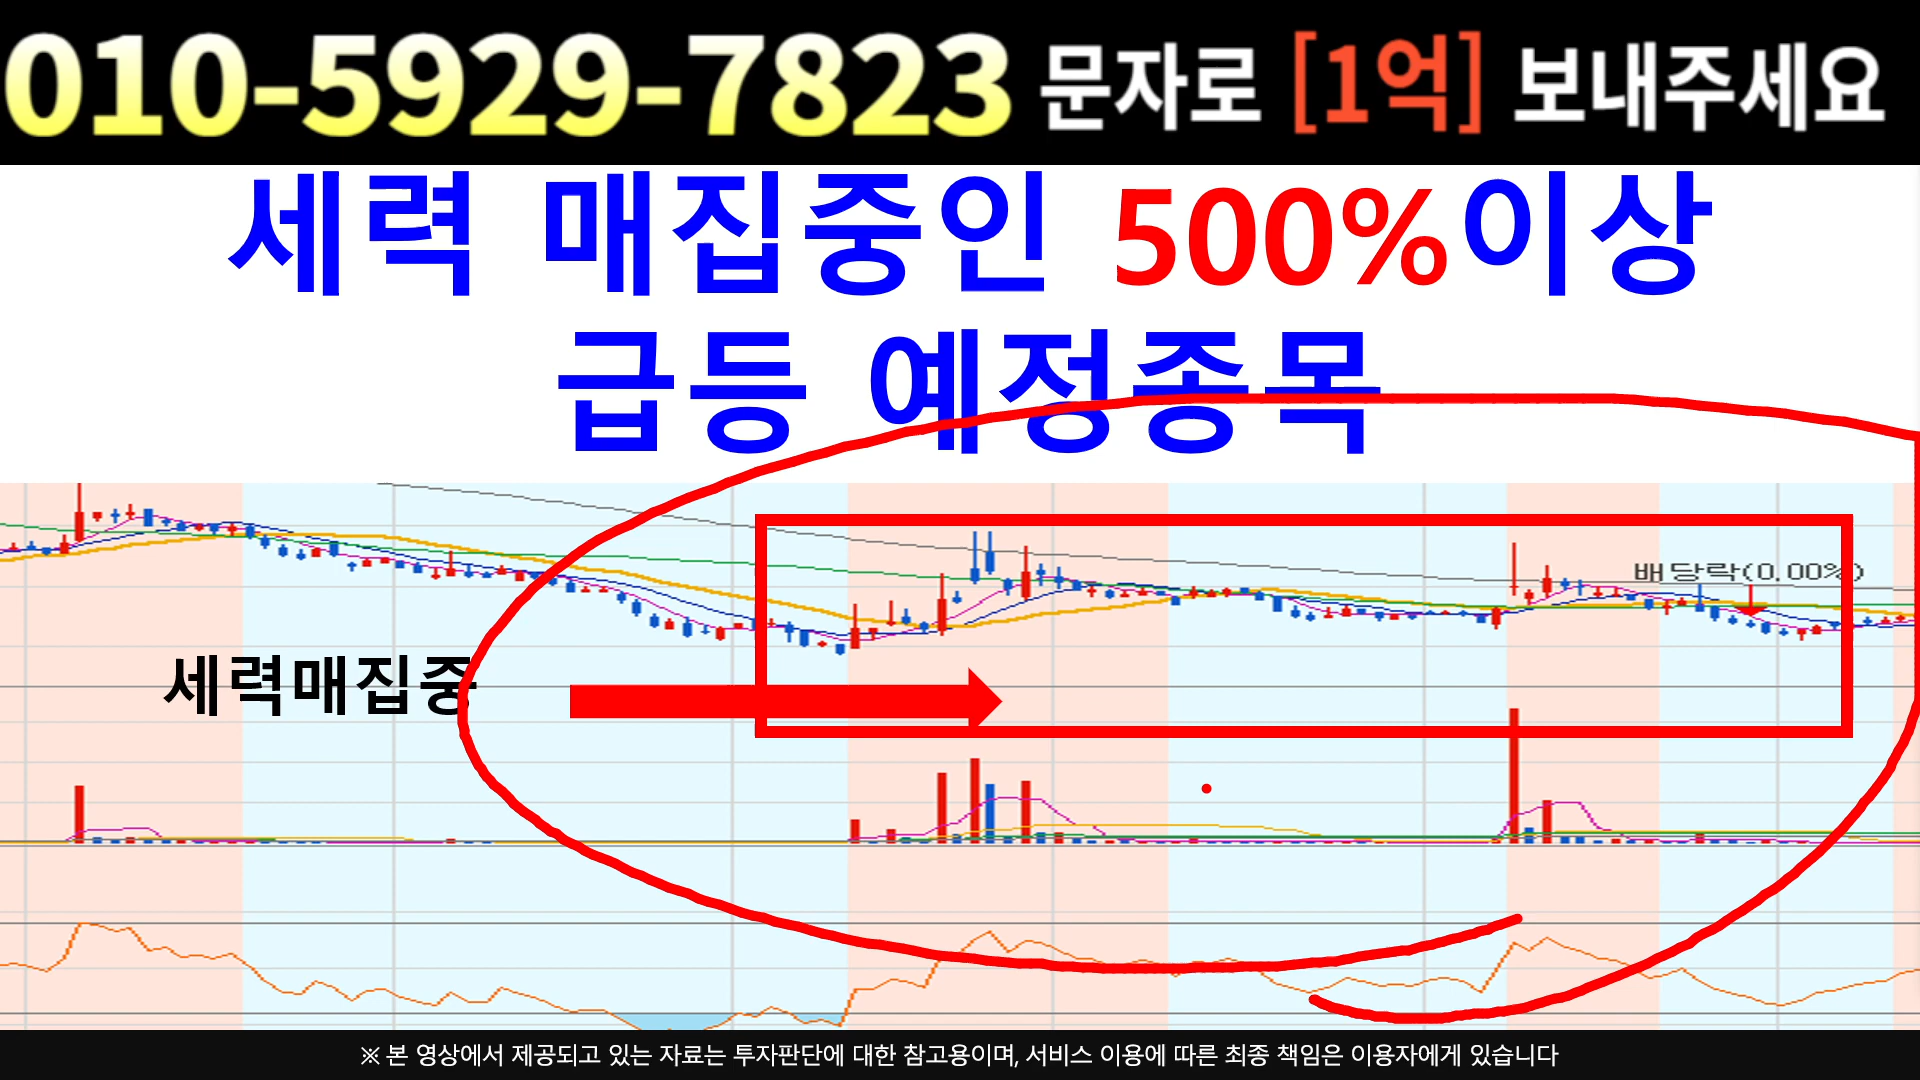 010-5929-7823 문자로 [1억] 보내주세요
세력 매집중인 500%이상
급등 예정종목
배당락(0.00%)
세력매집중
※ 본 영상에서 제공되고 있는 자료는 투자판단에 대한 참고용이며, 서비스 이용에 따른 최종 책임은 이용자에게 있습니다